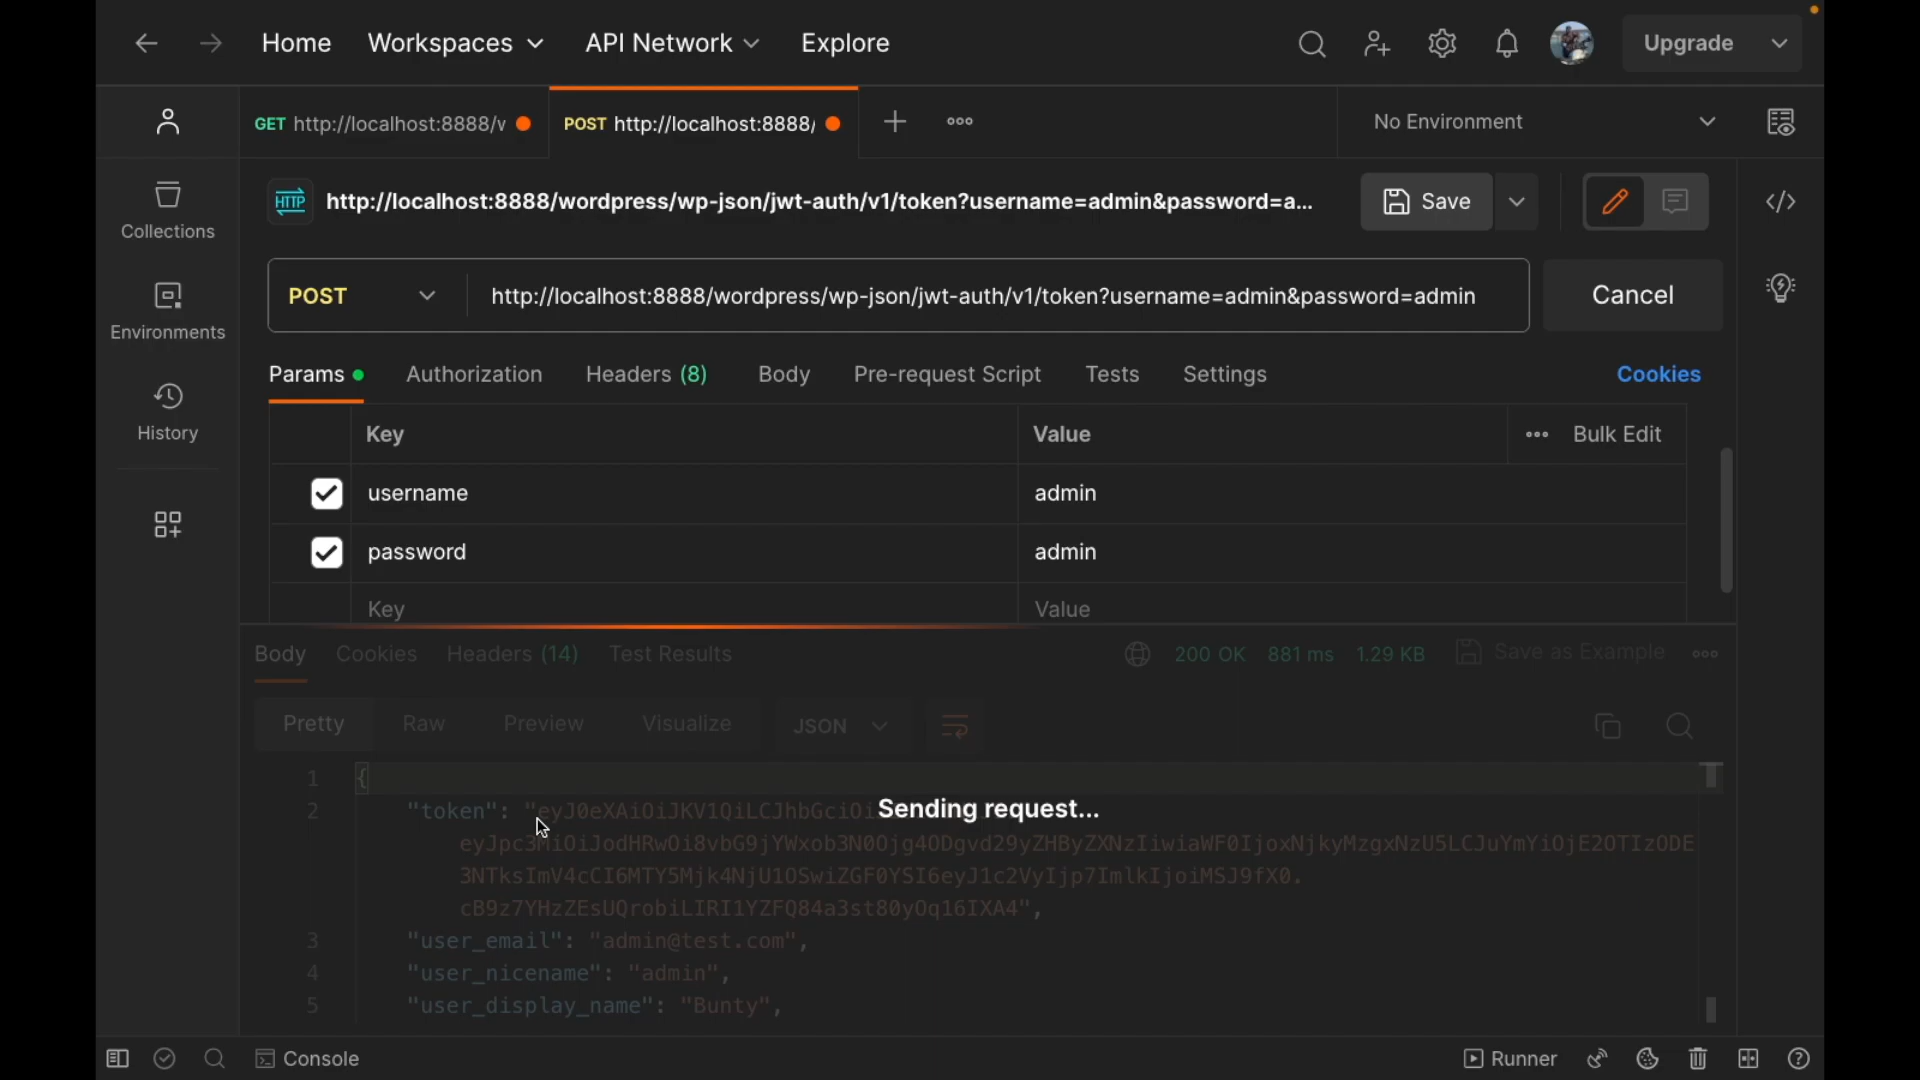 Home Workspaces API Network Explore Upgrade
GET http://localhost:8888/v POST http://localhost:8888/ No Environment
HTTP http://localhost:8888/wordpress/wp-json/jwt-auth/v1/token?username=admin&password=a... Save
Collections
POST http://localhost:8888/wordpress/wp-json/jwt-auth/v1/token?username=admin&password=admin Cancel
Environments
Params Authorization Headers (8) Body Pre-request Script Tests Settings Cookies
History
Key Value Bulk Edit
username admin
password admin
Key Value
Body Cookies Headers (14) Test Results 200 OK 881 ms 1.29 KB Save as Example
Pretty Raw Preview Visualize JSON
1 {
2 "token": "eyJ0eXAiOiJKV1QiLCJhbGciOi
Sending request...
eyJpc3MiOiJodHRwOi8vbG9jYWxob3N0Ojg4ODgvd29yZHByZXNzIiwiaWF0IjoxNjkyMzgxNzU5LCJuYmYiOjE2OTIzODE
3NTksImV4cCI6MTY5Mjk4NjU1OSwiZGF0YSI6eyJ1c2VyIjp7ImlkIjoiMSJ9fX0.
cB9z7YHzZEsUQrobiLIRI1YZFQ84a3st80yOq16IXA4",
3 "user_email": "admin@test.com",
4 "user_nicename": "admin",
5 "user_display_name": "Bunty",
Console Runner